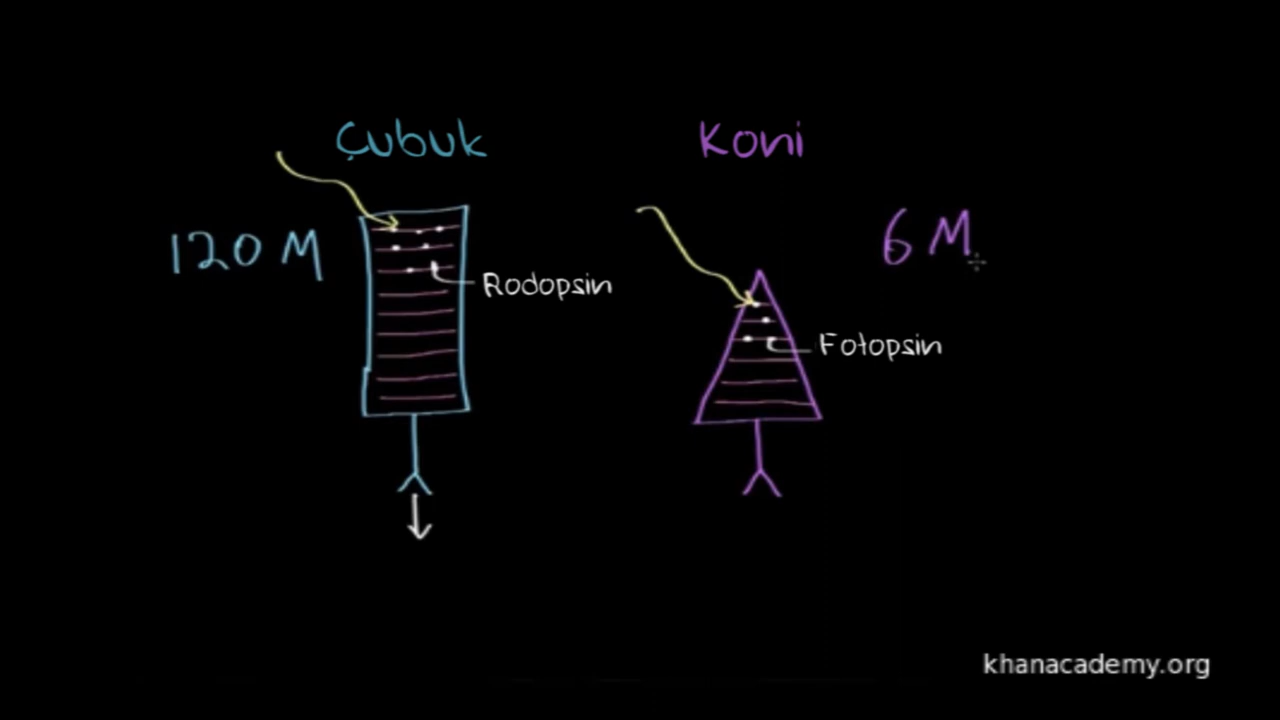 Çubuk
Koni
120 M
6 M
Rodopsin
Fotopsin
khanacademy.org